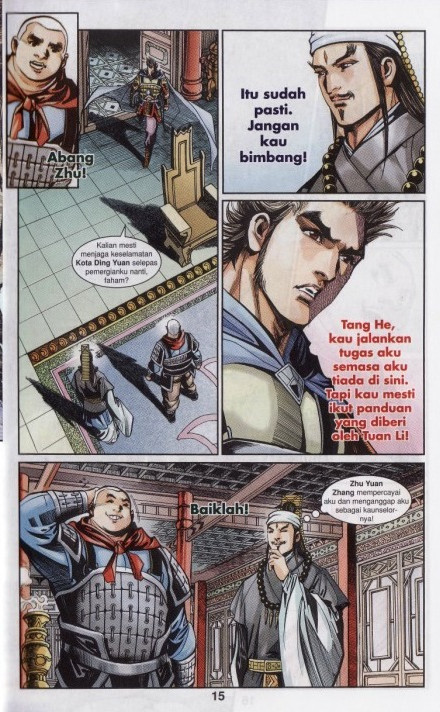 Abang
Zhu!
Kalian mesti
menjaga keselamatan
Kota Ding Yuan selepas
pemergianku nanti,
faham?
Itu sudah
pasti.
Jangan
kau
bimbang!
Tang He,
kau jalankan
tugas aku
semasa aku
tiada di sini.
Tapi kau mesti
ikut panduan
yang diberi
oleh Tuan Li!
Baiklah!
Zhu Yuan
Zhang mempercayai
aku dan menganggap aku
sebagai kaunselor-
nya!
15